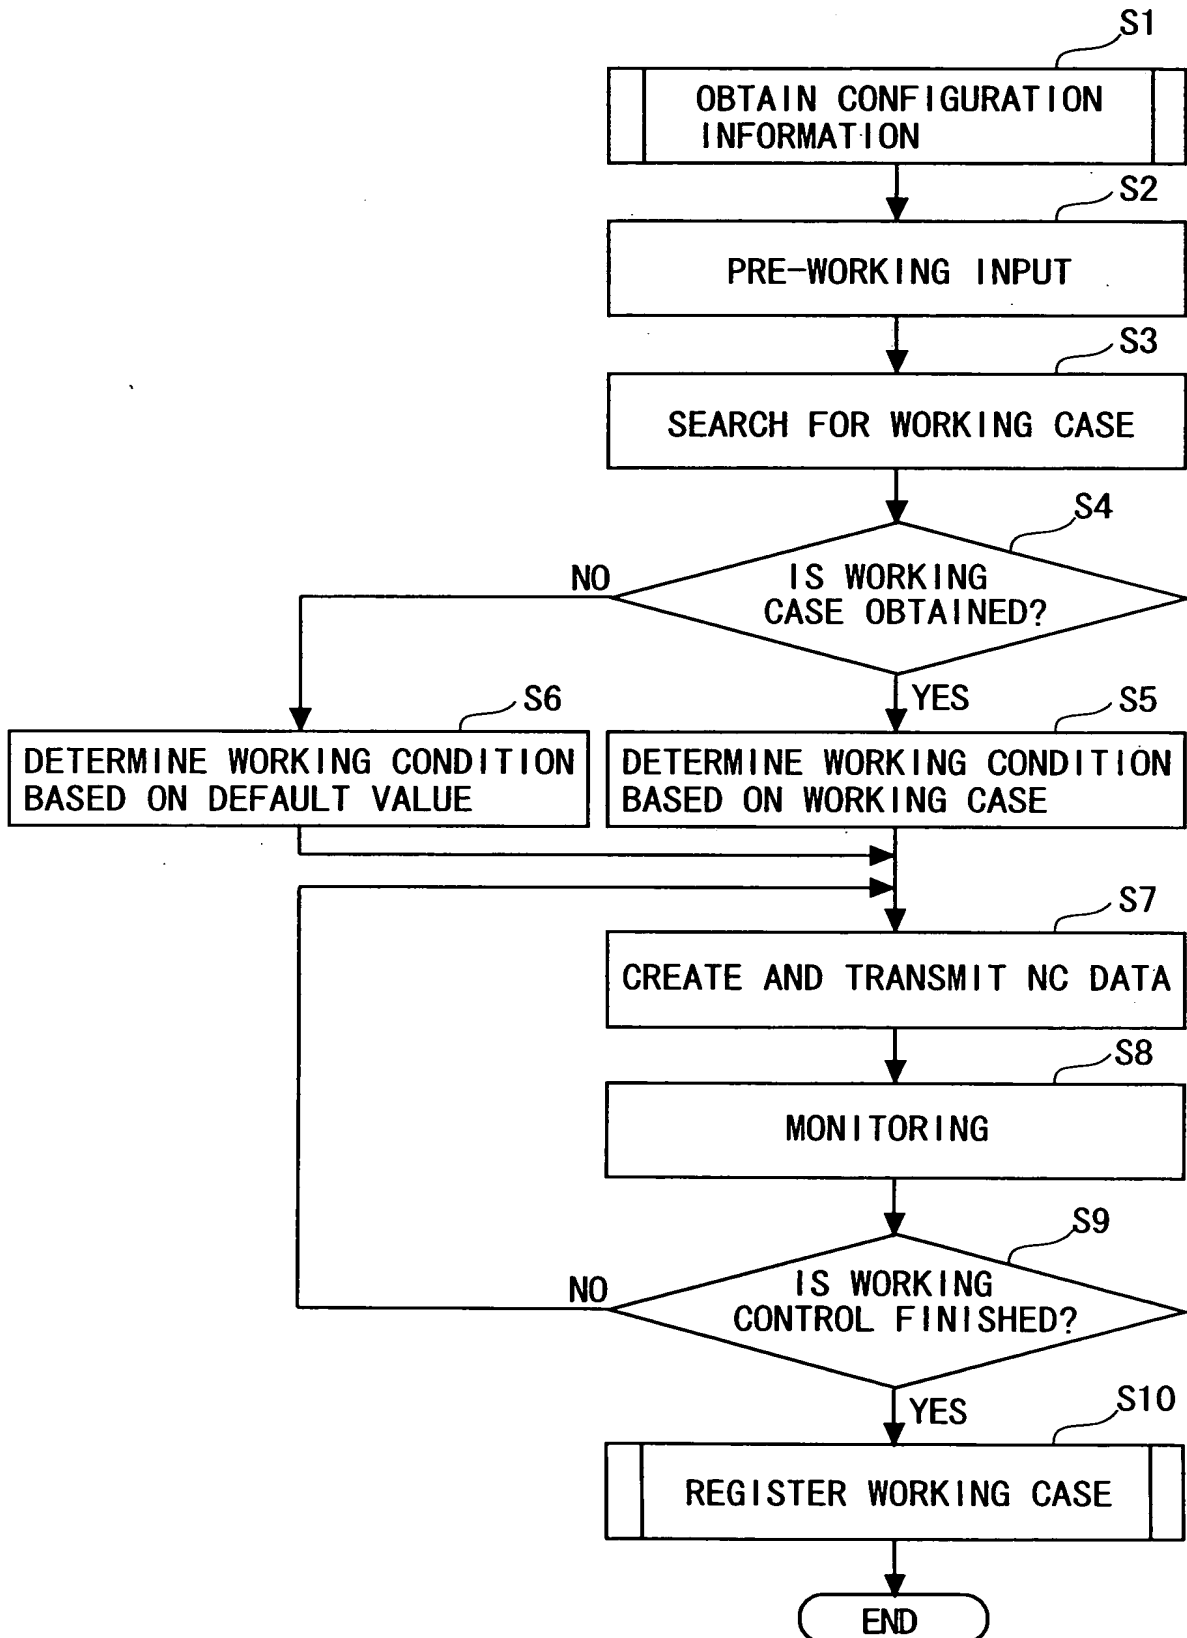 S1
OBTAIN CONFIGURATION
INFORMATION
S2
PRE-WORKING INPUT
S3
SEARCH FOR WORKING CASE
S4
IS WORKING
CASE OBTAINED?
NO
YES
S6
DETERMINE WORKING CONDITION
BASED ON DEFAULT VALUE
S5
DETERMINE WORKING CONDITION
BASED ON WORKING CASE
S7
CREATE AND TRANSMIT NC DATA
S8
MONITORING
S9
IS WORKING
CONTROL FINISHED?
NO
YES
S10
REGISTER WORKING CASE
END